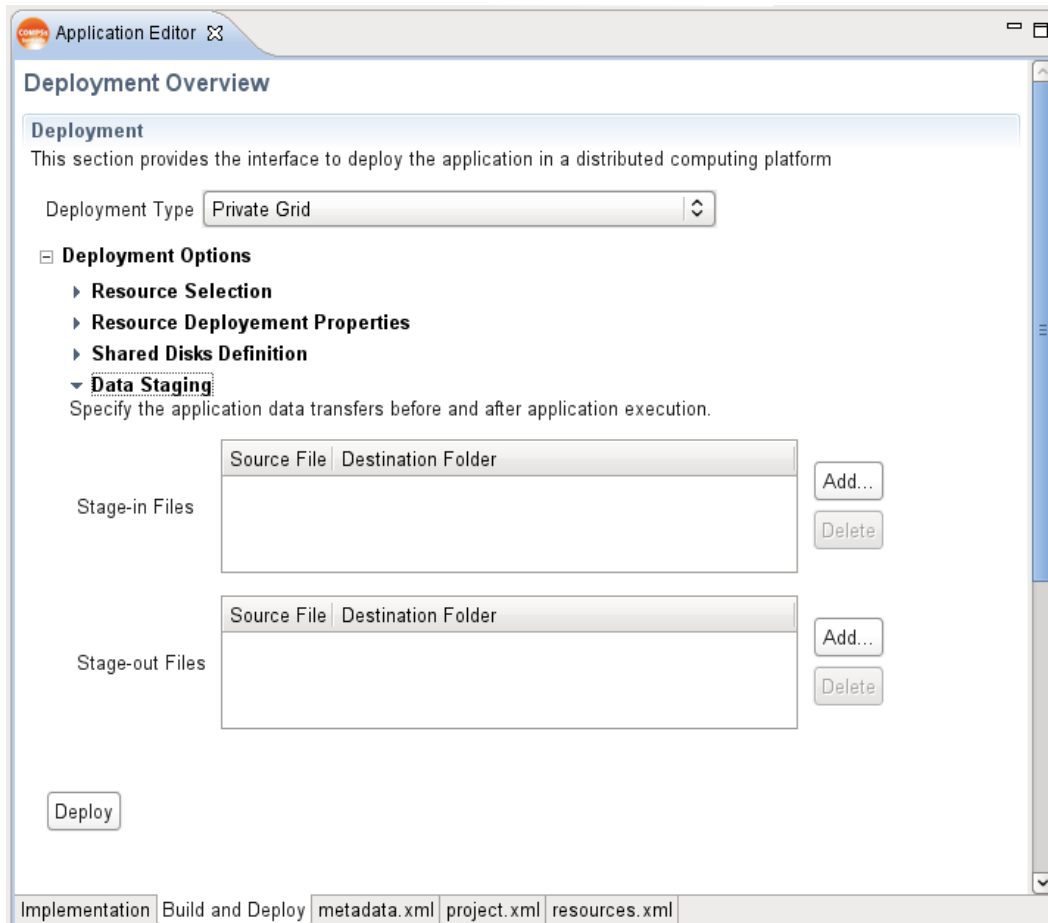 COMPSs Application Editor
Deployment Overview
Deployment
This section provides the interface to deploy the application in a distributed computing platform
Deployment Type Private Grid
Deployment Options
Resource Selection
Resource Deployement Properties
Shared Disks Definition
Data Staging
Specify the application data transfers before and after application execution.
Source File Destination Folder
Add...
Stage-in Files
Delete
Source File Destination Folder
Add...
Stage-out Files
Delete
Deploy
Implementation Build and Deploy metadata.xml project.xml resources.xml